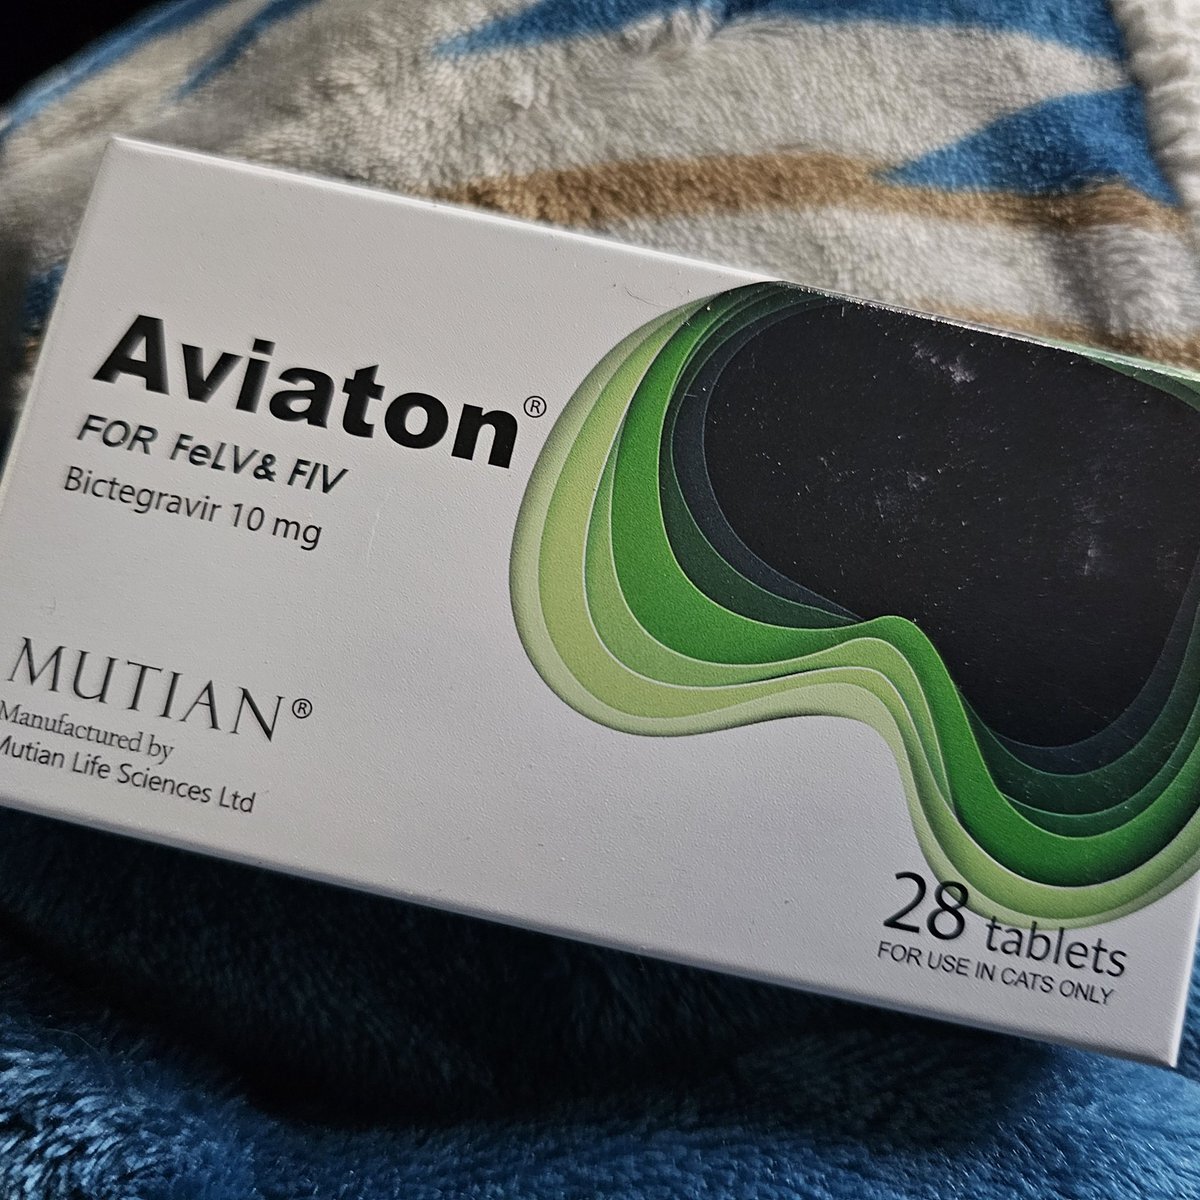 Aviaton®
FOR FeLV& FIV
Bictegravir 10 mg
MUTIAN®
Manufactured by
Mutian Life Sciences Ltd
28 tablets
FOR USE IN CATS ONLY